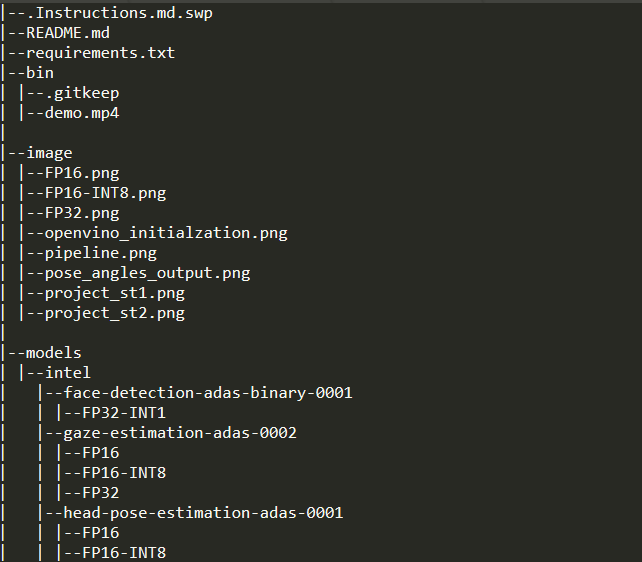 |--.Instructions.md.swp
|--README.md
|--requirements.txt
|--bin
| |--.gitkeep
| |--demo.mp4
|
|--image
| |--FP16.png
| |--FP16-INT8.png
| |--FP32.png
| |--openvino_initialzation.png
| |--pipeline.png
| |--pose_angles_output.png
| |--project_st1.png
| |--project_st2.png
|
|--models
| |--intel
|   |--face-detection-adas-binary-0001
|   | |--FP32-INT1
|   |--gaze-estimation-adas-0002
|   | |--FP16
|   | |--FP16-INT8
|   | |--FP32
|   |--head-pose-estimation-adas-0001
|   | |--FP16
|   | |--FP16-INT8